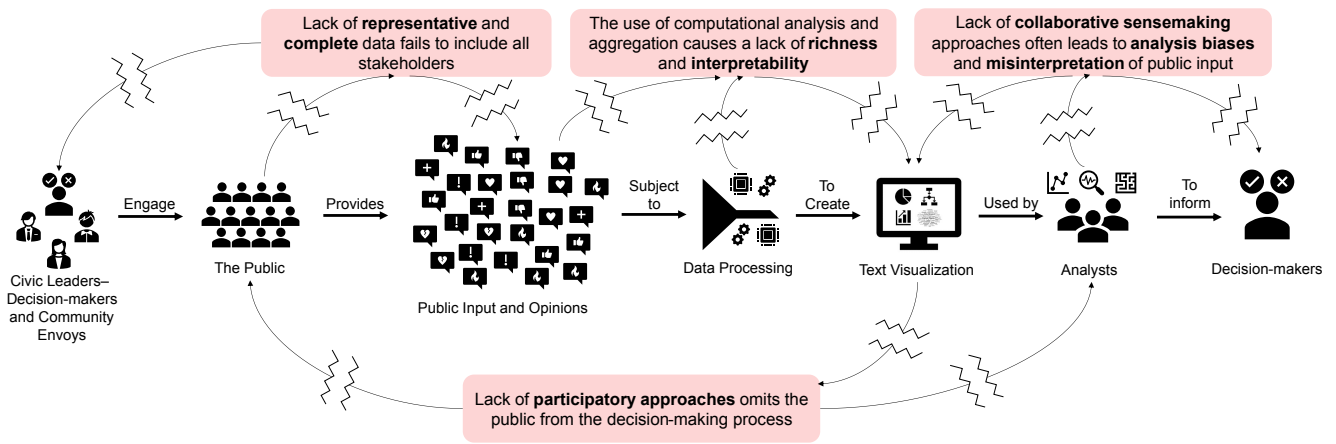 Lack of representative and
complete data fails to include all
stakeholders
The use of computational analysis and
aggregation causes a lack of richness
and interpretability
Lack of collaborative sensemaking
approaches often leads to analysis biases
and misinterpretation of public input
Engage
Provides
Subject
to
To
Create
Used by
To
inform
Civic Leaders–
Decision-makers
and Community
Envoys
The Public
Public Input and Opinions
Data Processing
Text Visualization
Analysts
Decision-makers
Lack of participatory approaches omits the
public from the decision-making process